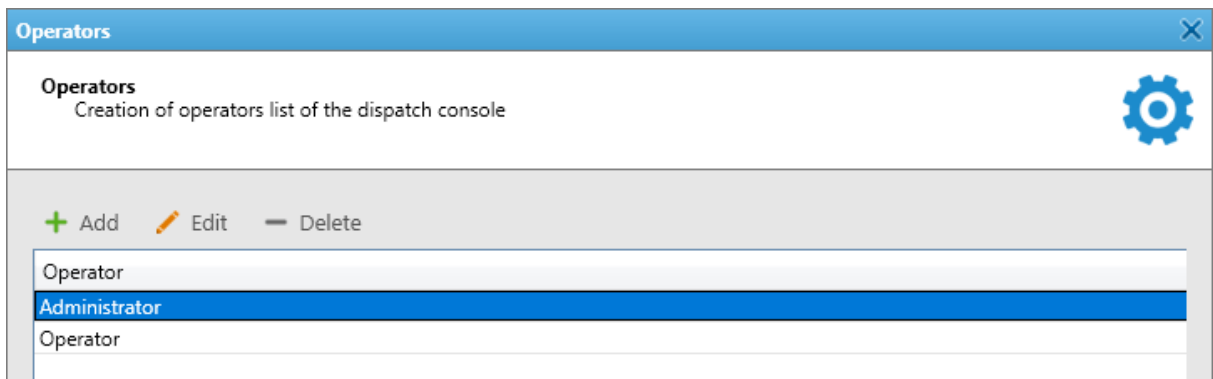 Operators
Operators
Creation of operators list of the dispatch console
Add Edit Delete
Operator
Administrator
Operator